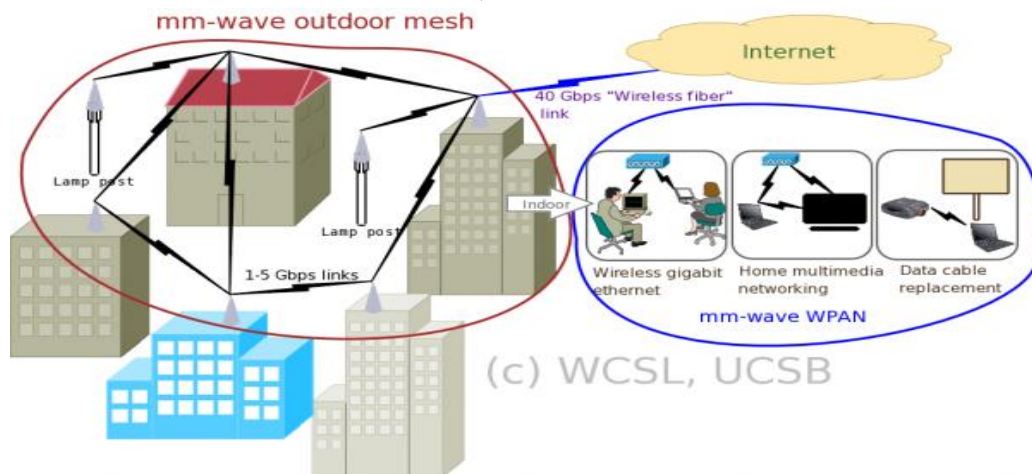 mm-wave outdoor mesh
Internet
40 Gbps "Wireless fiber"
link
Lamp post
Lamp post
Indoor
1-5 Gbps links
Wireless gigabit
ethernet
Home multimedia
networking
Data cable
replacement
mm-wave WPAN
(c) WCSL, UCSB